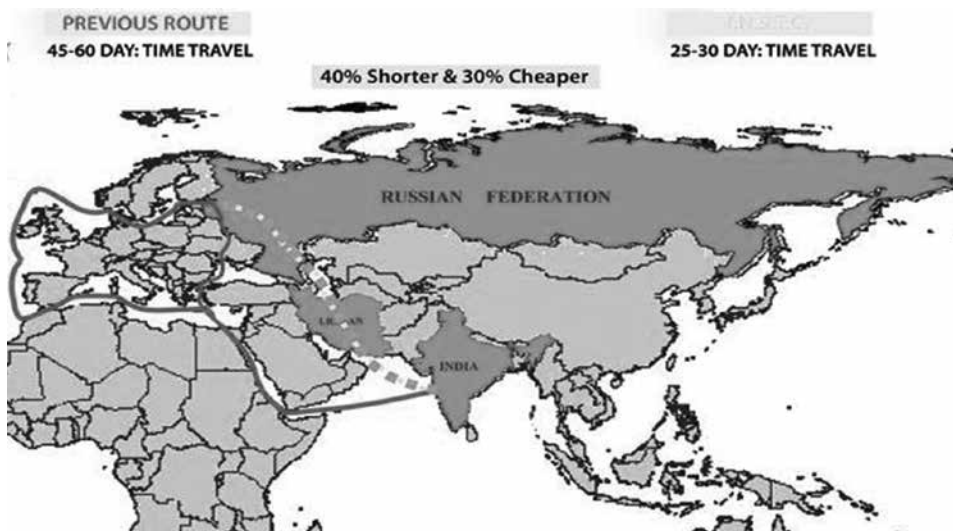 PREVIOUS ROUTE
45-60 DAY: TIME TRAVEL
25-30 DAY: TIME TRAVEL
40% Shorter & 30% Cheaper
RUSSIAN FEDERATION
INDIA